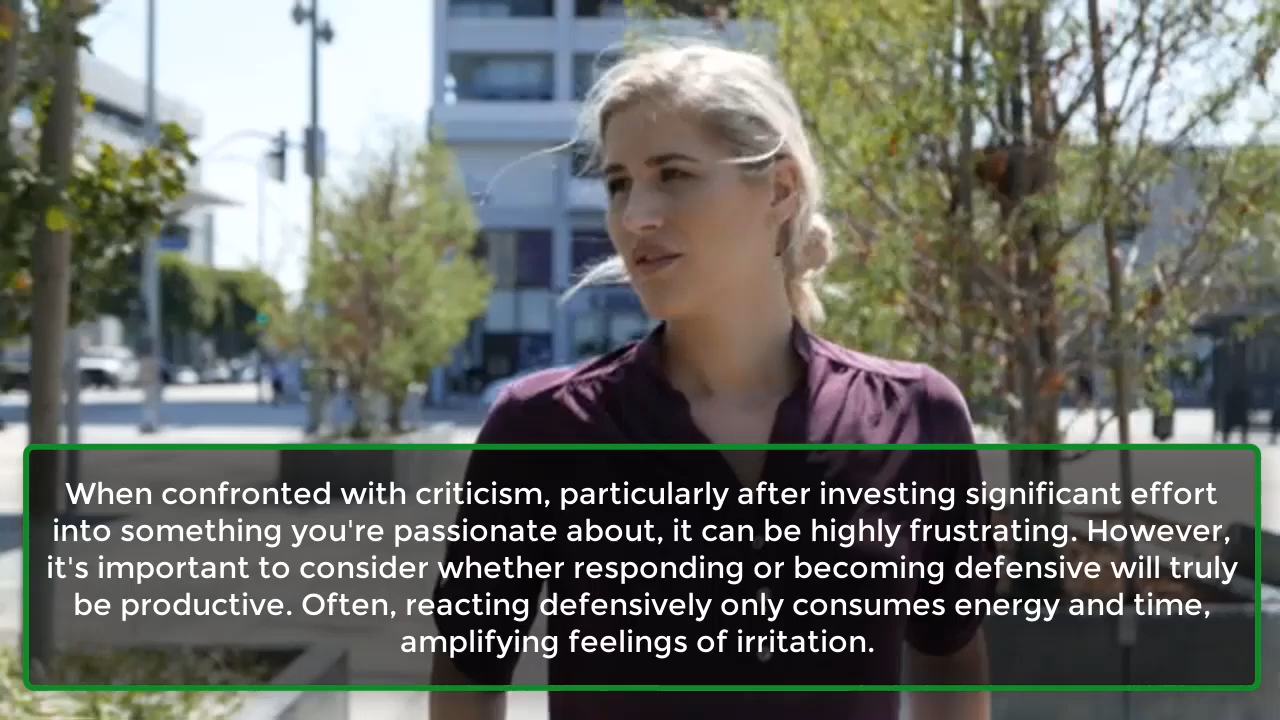 When confronted with criticism, particularly after investing significant effort
into something you're passionate about, it can be highly frustrating. However,
it's important to consider whether responding or becoming defensive will truly
be productive. Often, reacting defensively only consumes energy and time,
amplifying feelings of irritation.